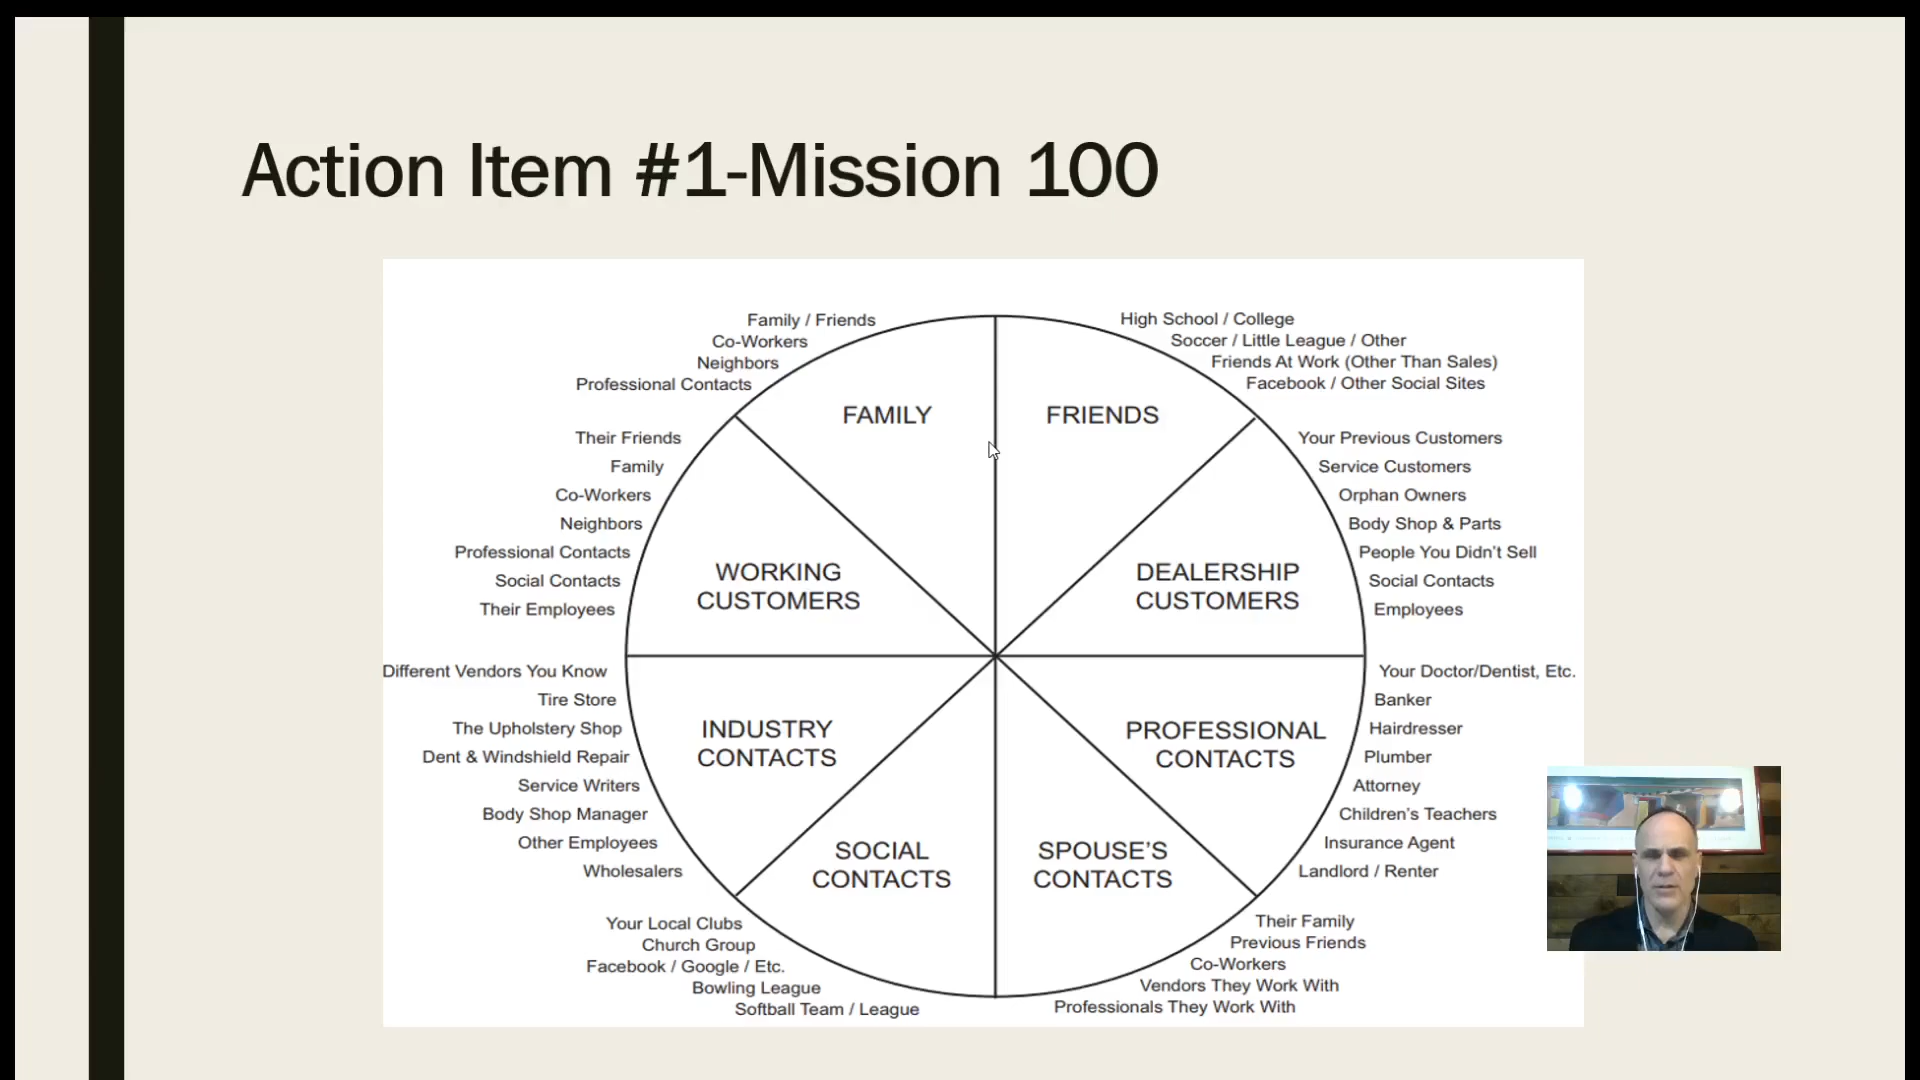 Action Item #1-Mission 100
Family / Friends
Co-Workers
Neighbors
Professional Contacts
High School / College
Soccer / Little League / Other
Friends At Work (Other Than Sales)
Facebook / Other Social Sites
FAMILY
FRIENDS
Their Friends
Family
Co-Workers
Neighbors
Professional Contacts
Social Contacts
Their Employees
WORKING
CUSTOMERS
DEALERSHIP
CUSTOMERS
Your Previous Customers
Service Customers
Orphan Owners
Body Shop & Parts
People You Didn't Sell
Social Contacts
Employees
Different Vendors You Know
Tire Store
The Upholstery Shop
Dent & Windshield Repair
Service Writers
Body Shop Manager
Other Employees
Wholesalers
INDUSTRY
CONTACTS
PROFESSIONAL
CONTACTS
Your Doctor/Dentist, Etc.
Banker
Hairdresser
Plumber
Attorney
Children's Teachers
Insurance Agent
Landlord / Renter
SOCIAL
CONTACTS
SPOUSE'S
CONTACTS
Your Local Clubs
Church Group
Facebook / Google / Etc.
Bowling League
Softball Team / League
Their Family
Previous Friends
Co-Workers
Vendors They Work With
Professionals They Work With